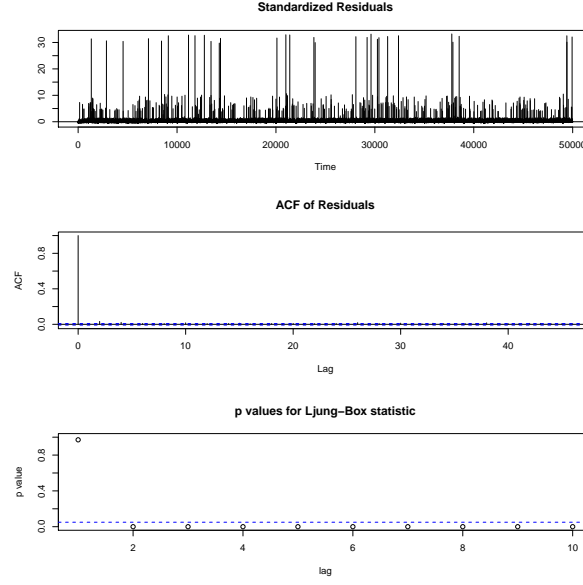 Standardized Residuals
30
20
10
0
0 10000 20000 30000 40000 50000
Time
ACF of Residuals
ACF
0.8
0.4
0.0
0 10 20 30 40
Lag
p values for Ljung−Box statistic
p value
0.8
0.4
0.0
2 4 6 8 10
lag